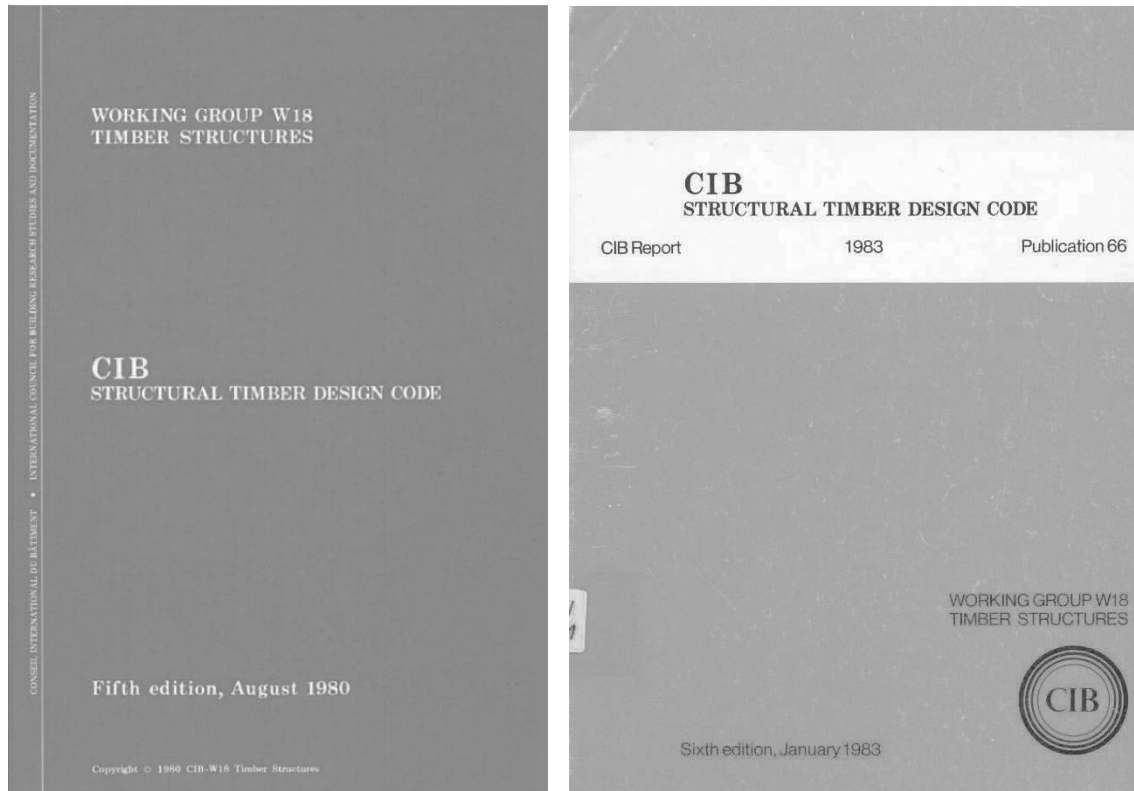 CONSEIL INTERNATIONAL DU BÂTIMENT • INTERNATIONAL COUNCIL FOR BUILDING RESEARCH STUDIES AND DOCUMENTATION
WORKING GROUP W18
TIMBER STRUCTURES
CIB
STRUCTURAL TIMBER DESIGN CODE
Fifth edition, August 1980
Copyright © 1980 CIB-W18 Timber Structures
CIB
STRUCTURAL TIMBER DESIGN CODE
CIB Report 1983 Publication 66
WORKING GROUP W18
TIMBER STRUCTURES
CIB
Sixth edition, January 1983